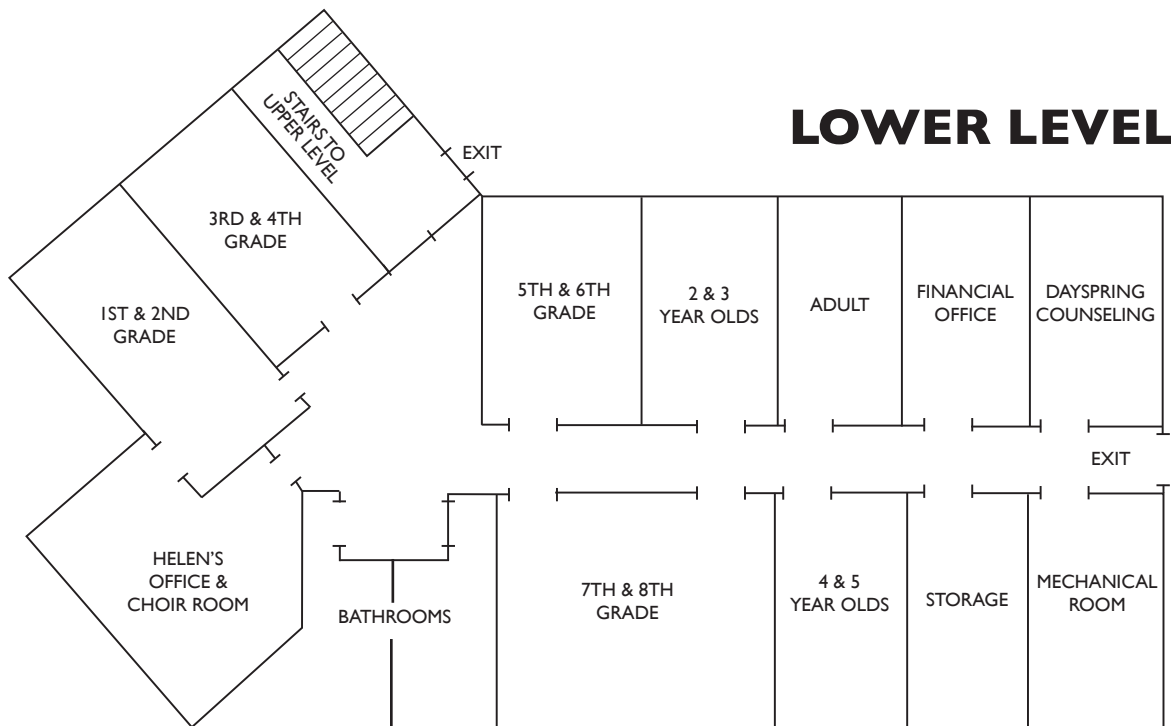 LOWER LEVEL
STAIRS TO
UPPER LEVEL
EXIT
3RD & 4TH
GRADE
1ST & 2ND
GRADE
5TH & 6TH
GRADE
2 & 3
YEAR OLDS
ADULT
FINANCIAL
OFFICE
DAYSPRING
COUNSELING
EXIT
HELEN'S
OFFICE &
CHOIR ROOM
BATHROOMS
7TH & 8TH
GRADE
4 & 5
YEAR OLDS
STORAGE
MECHANICAL
ROOM